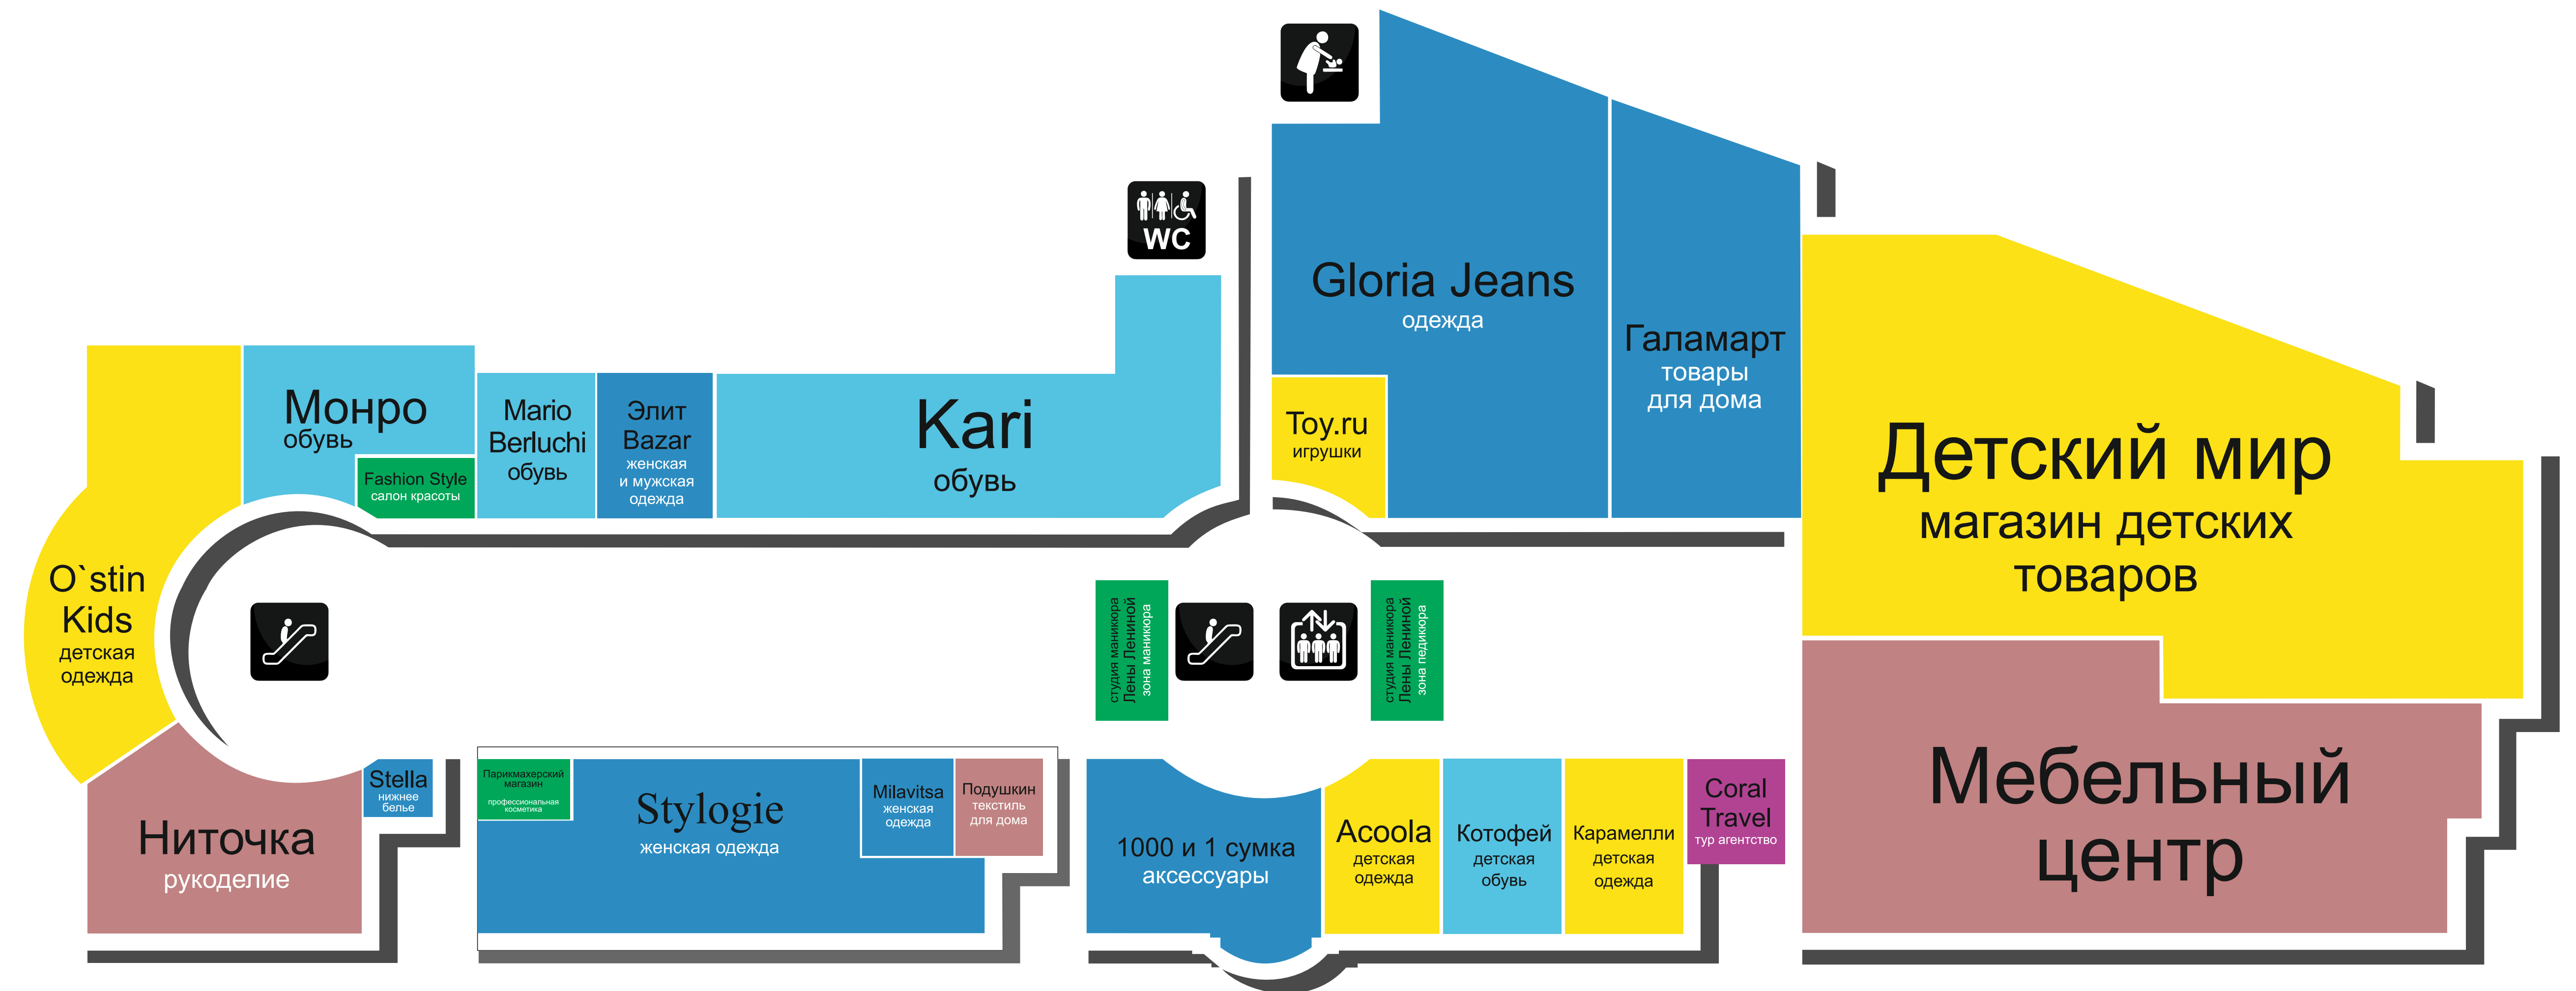 WC
Gloria Jeans
одежда
Галамарт
товары
для дома
Toy.ru
игрушки
Монро
обувь
Fashion Style
салон красоты
Mario
Berluchi
обувь
Элит
Bazar
женская
и мужская
одежда
Kari
обувь
Детский мир
магазин детских
товаров
O`stin
Kids
детская
одежда
студия маникюра
Лены Лениной
зона маникюра
студия маникюра
Лены Лениной
зона педикюра
Ниточка
рукоделие
Stella
нижнее
белье
Парикмахерский
магазин
профессиональная
косметика
Stylogie
женская одежда
Milavitsa
женская
одежда
Подушкин
текстиль
для дома
1000 и 1 сумка
аксессуары
Acoola
детская
одежда
Котофей
детская
обувь
Карамелли
детская
одежда
Coral
Travel
тур агентство
Мебельный
центр